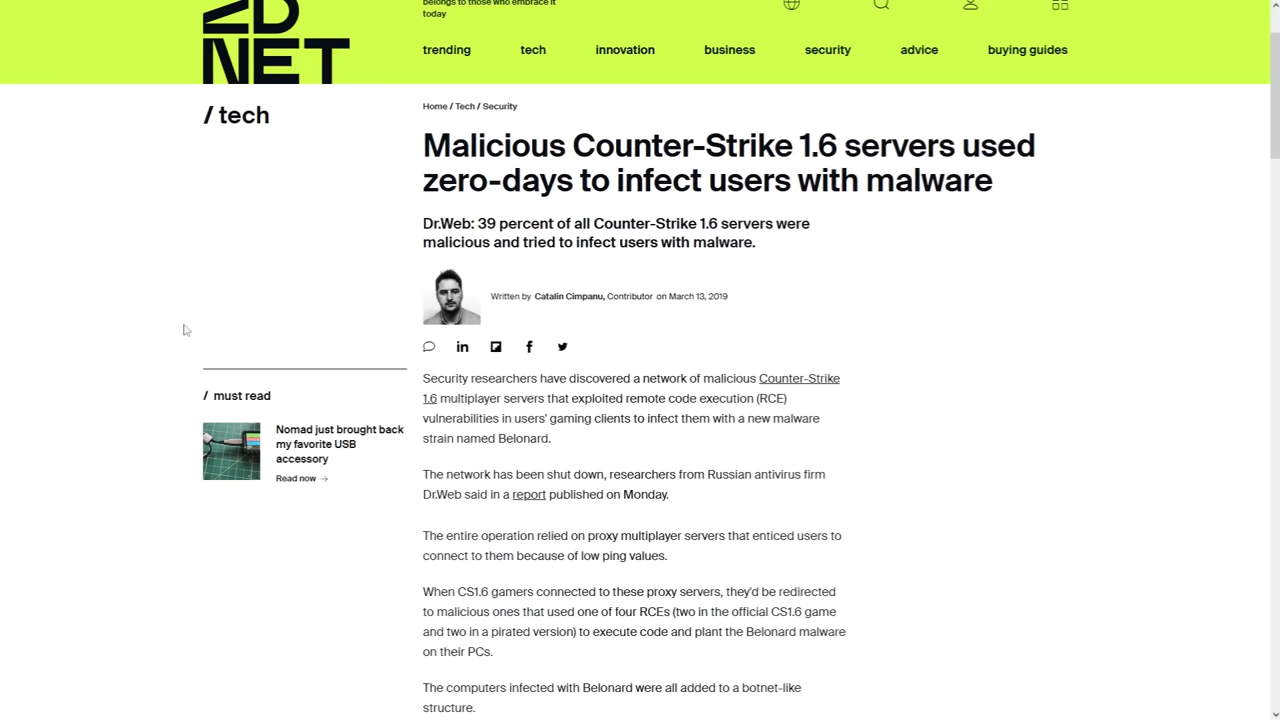 belongs to those who embrace it
today
ZD
NET
trending tech innovation business security advice buying guides
/ tech
Home / Tech / Security
Malicious Counter-Strike 1.6 servers used
zero-days to infect users with malware
Dr.Web: 39 percent of all Counter-Strike 1.6 servers were
malicious and tried to infect users with malware.
Written by Catalin Cimpanu, Contributor on March 13, 2019
/ must read
Nomad just brought back
my favorite USB
accessory
Read now →
Security researchers have discovered a network of malicious Counter-Strike
1.6 multiplayer servers that exploited remote code execution (RCE)
vulnerabilities in users' gaming clients to infect them with a new malware
strain named Belonard.
The network has been shut down, researchers from Russian antivirus firm
Dr.Web said in a report published on Monday.
The entire operation relied on proxy multiplayer servers that enticed users to
connect to them because of low ping values.
When CS1.6 gamers connected to these proxy servers, they'd be redirected
to malicious ones that used one of four RCEs (two in the official CS1.6 game
and two in a pirated version) to execute code and plant the Belonard malware
on their PCs.
The computers infected with Belonard were all added to a botnet-like
structure.